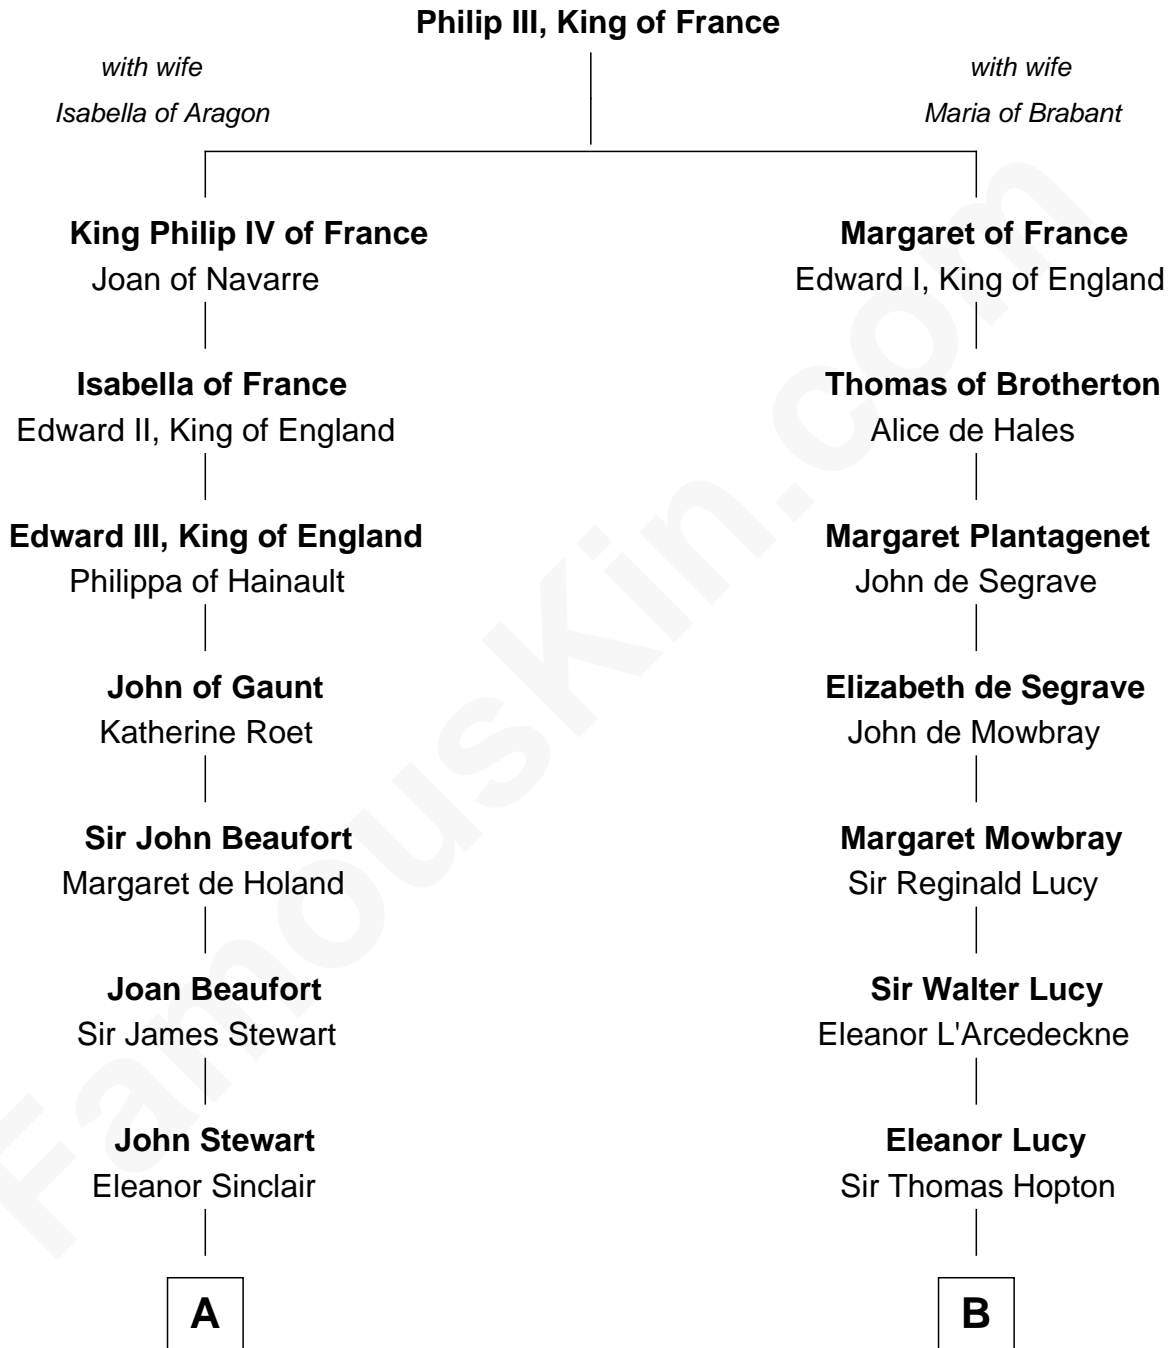 Philip III, King of France
with wife
Isabella of Aragon
with wife
Maria of Brabant
King Philip IV of France
Joan of Navarre
Margaret of France
Edward I, King of England
Isabella of France
Edward II, King of England
Thomas of Brotherton
Alice de Hales
Edward III, King of England
Philippa of Hainault
Margaret Plantagenet
John de Segrave
John of Gaunt
Katherine Roet
Elizabeth de Segrave
John de Mowbray
Sir John Beaufort
Margaret de Holand
Margaret Mowbray
Sir Reginald Lucy
Joan Beaufort
Sir James Stewart
Sir Walter Lucy
Eleanor L'Arcedeckne
John Stewart
Eleanor Sinclair
Eleanor Lucy
Sir Thomas Hopton
A
B
FamousKin.com